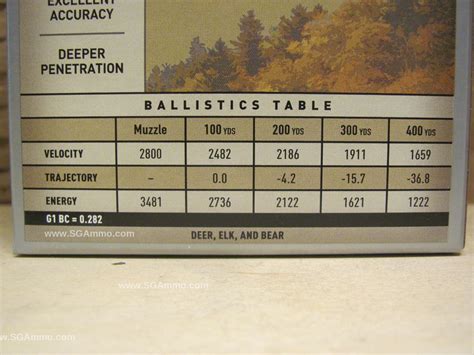 EXCELLENT
ACCURACY
DEEPER
PENETRATION
BALLISTICS TABLE
Muzzle 100 YDS 200 YDS 300 YDS 400 YDS
VELOCITY 2800 2482 2186 1911 1659
TRAJECTORY – 0.0 -4.2 -15.7 -36.8
ENERGY 3481 2736 2122 1621 1222
G1 BC = 0.282
www.SGAmmo.com
DEER, ELK, AND BEAR
www.SGAmmo.com
www.SGAmmo.com